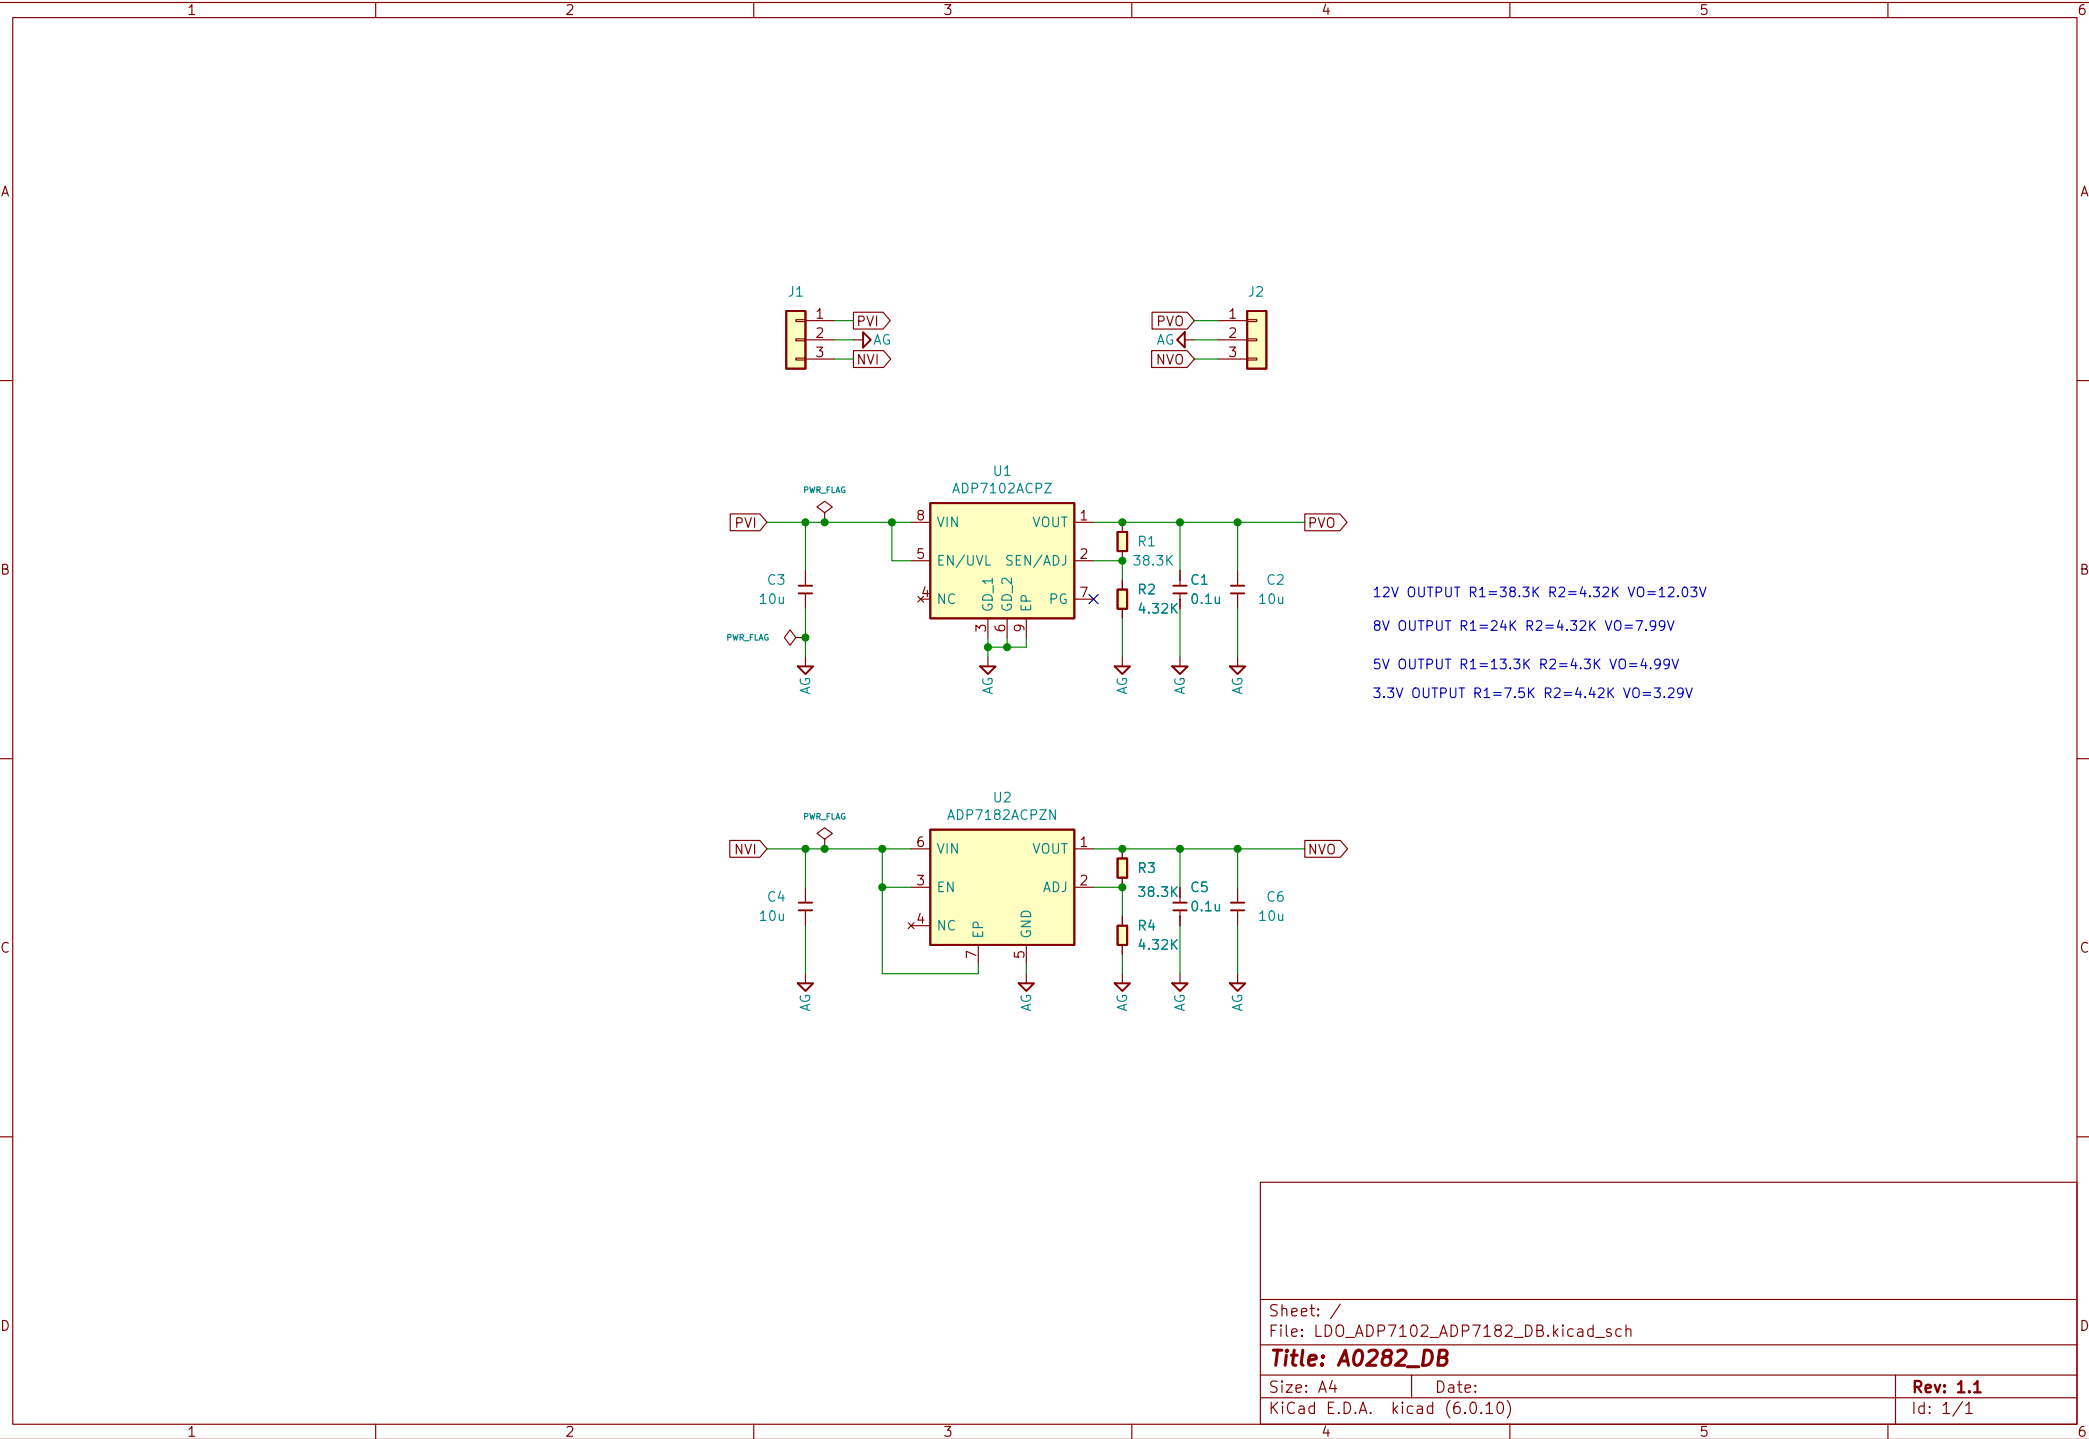 1 2 3 4 5 6
A A
J1 J2
1 PVI PVO 1
2 AG AG 2
3 NVI NVO 3
U1
ADP7102ACPZ
PWR_FLAG
PVI 8 VIN VOUT 1 PVO
R1
38.3K
5 EN/UVL SEN/ADJ 2
B B
C3
10u
4 NC GD_1 GD_2 EP PG 7
R2
4.32K
C1
0.1u
C2
10u
3 6 9
PWR_FLAG
AG AG AG AG AG
12V OUTPUT R1=38.3K R2=4.32K VO=12.03V
8V OUTPUT R1=24K R2=4.32K VO=7.99V
5V OUTPUT R1=13.3K R2=4.3K VO=4.99V
3.3V OUTPUT R1=7.5K R2=4.42K VO=3.29V
U2
ADP7182ACPZN
PWR_FLAG
NVI 6 VIN VOUT 1 NVO
R3
38.3K
3 EN ADJ 2
C4
10u
C5
0.1u
C6
10u
4 NC EP GND
R4
4.32K
7 5
C C
AG AG AG AG AG
Sheet: /
File: LDO_ADP7102_ADP7182_DB.kicad_sch
D D
Title: A0282_DB
Size: A4 Date: Rev: 1.1
KiCad E.D.A. kicad (6.0.10) Id: 1/1
1 2 3 4 5 6